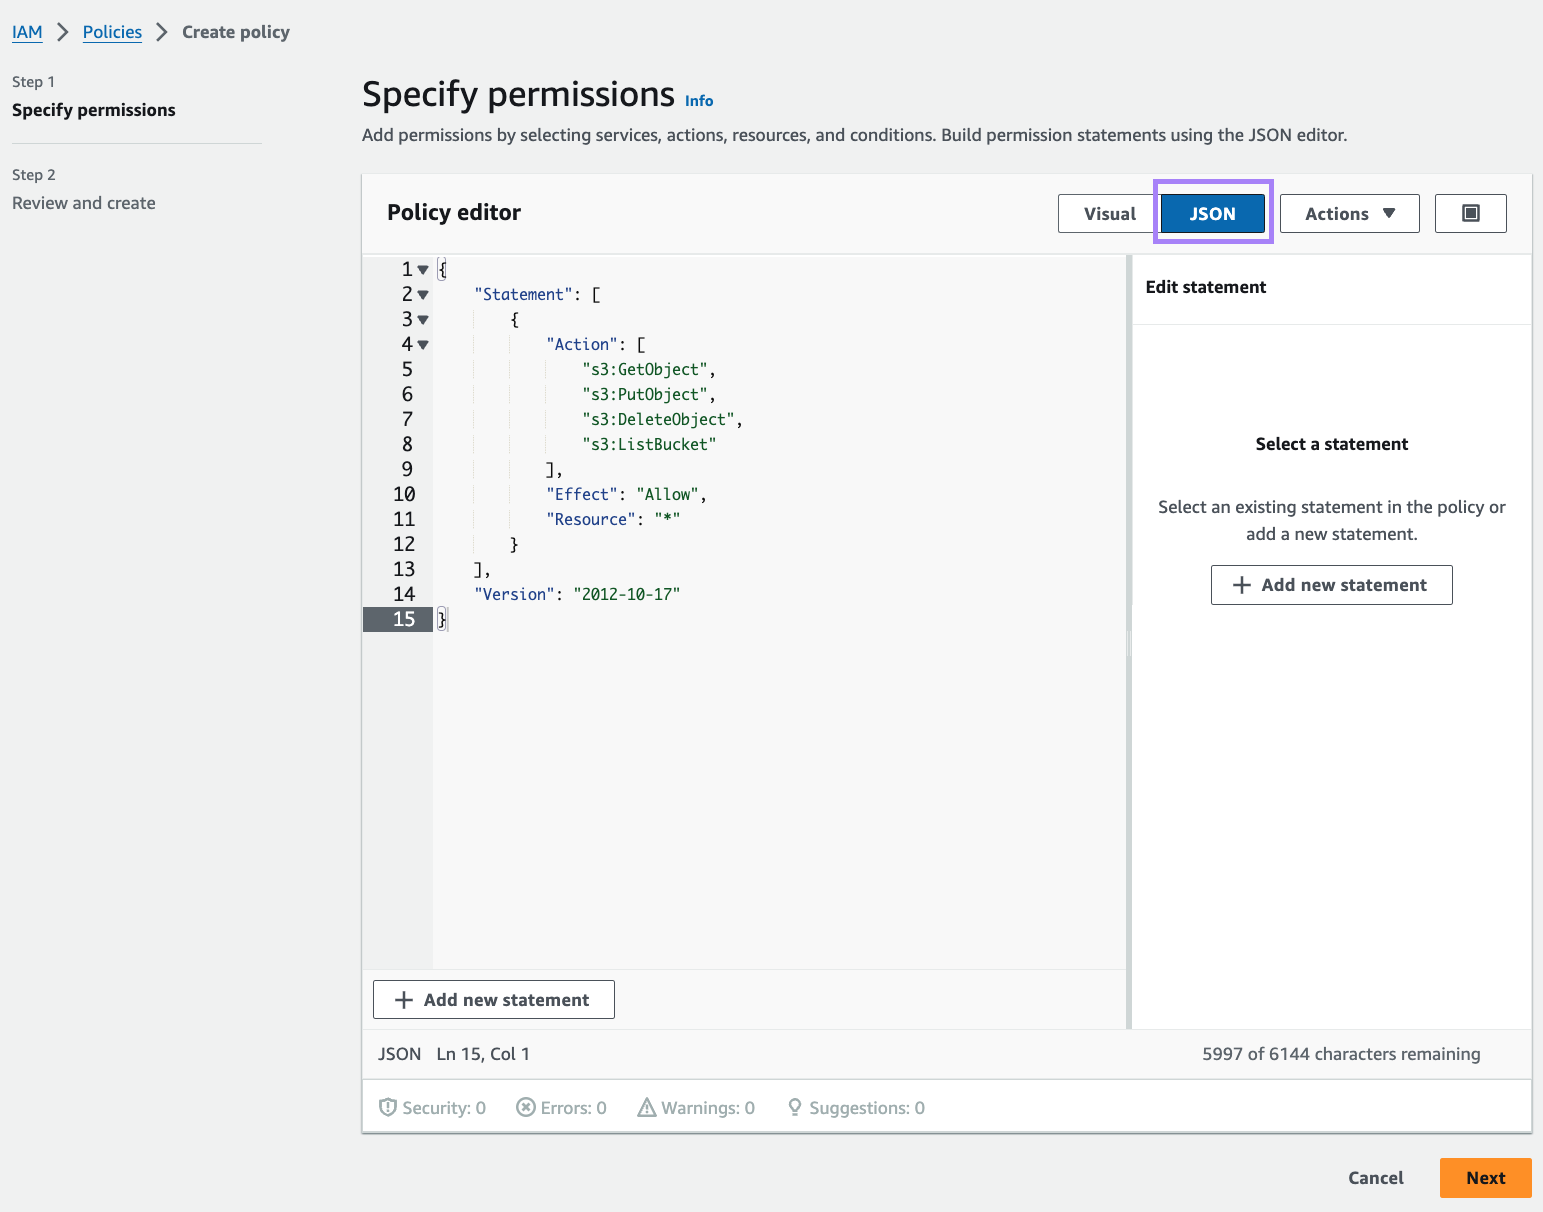 IAM > Policies > Create policy
Step 1
Specify permissions
Step 2
Review and create
Specify permissions Info
Add permissions by selecting services, actions, resources, and conditions. Build permission statements using the JSON editor.
Policy editor
Visual JSON Actions
1 {
2     "Statement": [
3         {
4             "Action": [
5                 "s3:GetObject",
6                 "s3:PutObject",
7                 "s3:DeleteObject",
8                 "s3:ListBucket"
9             ],
10             "Effect": "Allow",
11             "Resource": "*"
12         }
13     ],
14     "Version": "2012-10-17"
15 }
Edit statement
Select a statement
Select an existing statement in the policy or
add a new statement.
+ Add new statement
+ Add new statement
JSON Ln 15, Col 1
5997 of 6144 characters remaining
Security: 0 Errors: 0 Warnings: 0 Suggestions: 0
Cancel Next